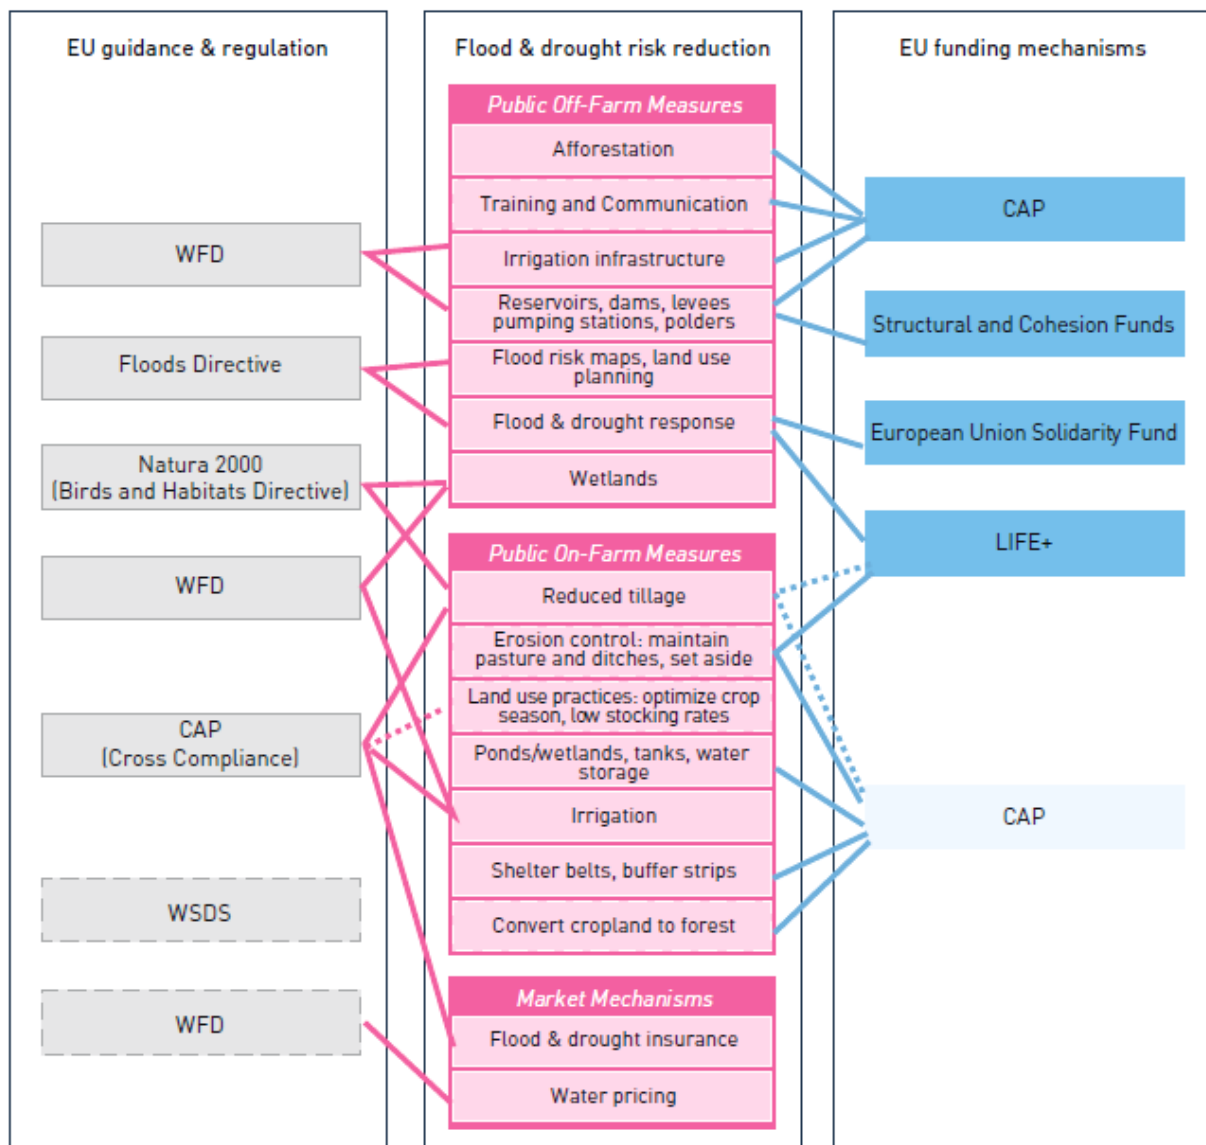 EU guidance & regulation
WFD
Floods Directive
Natura 2000
(Birds and Habitats Directive)
WFD
CAP
(Cross Compliance)
WSDS
WFD
Flood & drought risk reduction
Public Off-Farm Measures
Afforestation
Training and Communication
Irrigation infrastructure
Reservoirs, dams, levees
pumping stations, polders
Flood risk maps, land use
planning
Flood & drought response
Wetlands
Public On-Farm Measures
Reduced tillage
Erosion control: maintain
pasture and ditches, set aside
Land use practices: optimize crop
season, low stocking rates
Ponds/wetlands, tanks, water
storage
Irrigation
Shelter belts, buffer strips
Convert cropland to forest
Market Mechanisms
Flood & drought insurance
Water pricing
EU funding mechanisms
CAP
Structural and Cohesion Funds
European Union Solidarity Fund
LIFE+
CAP